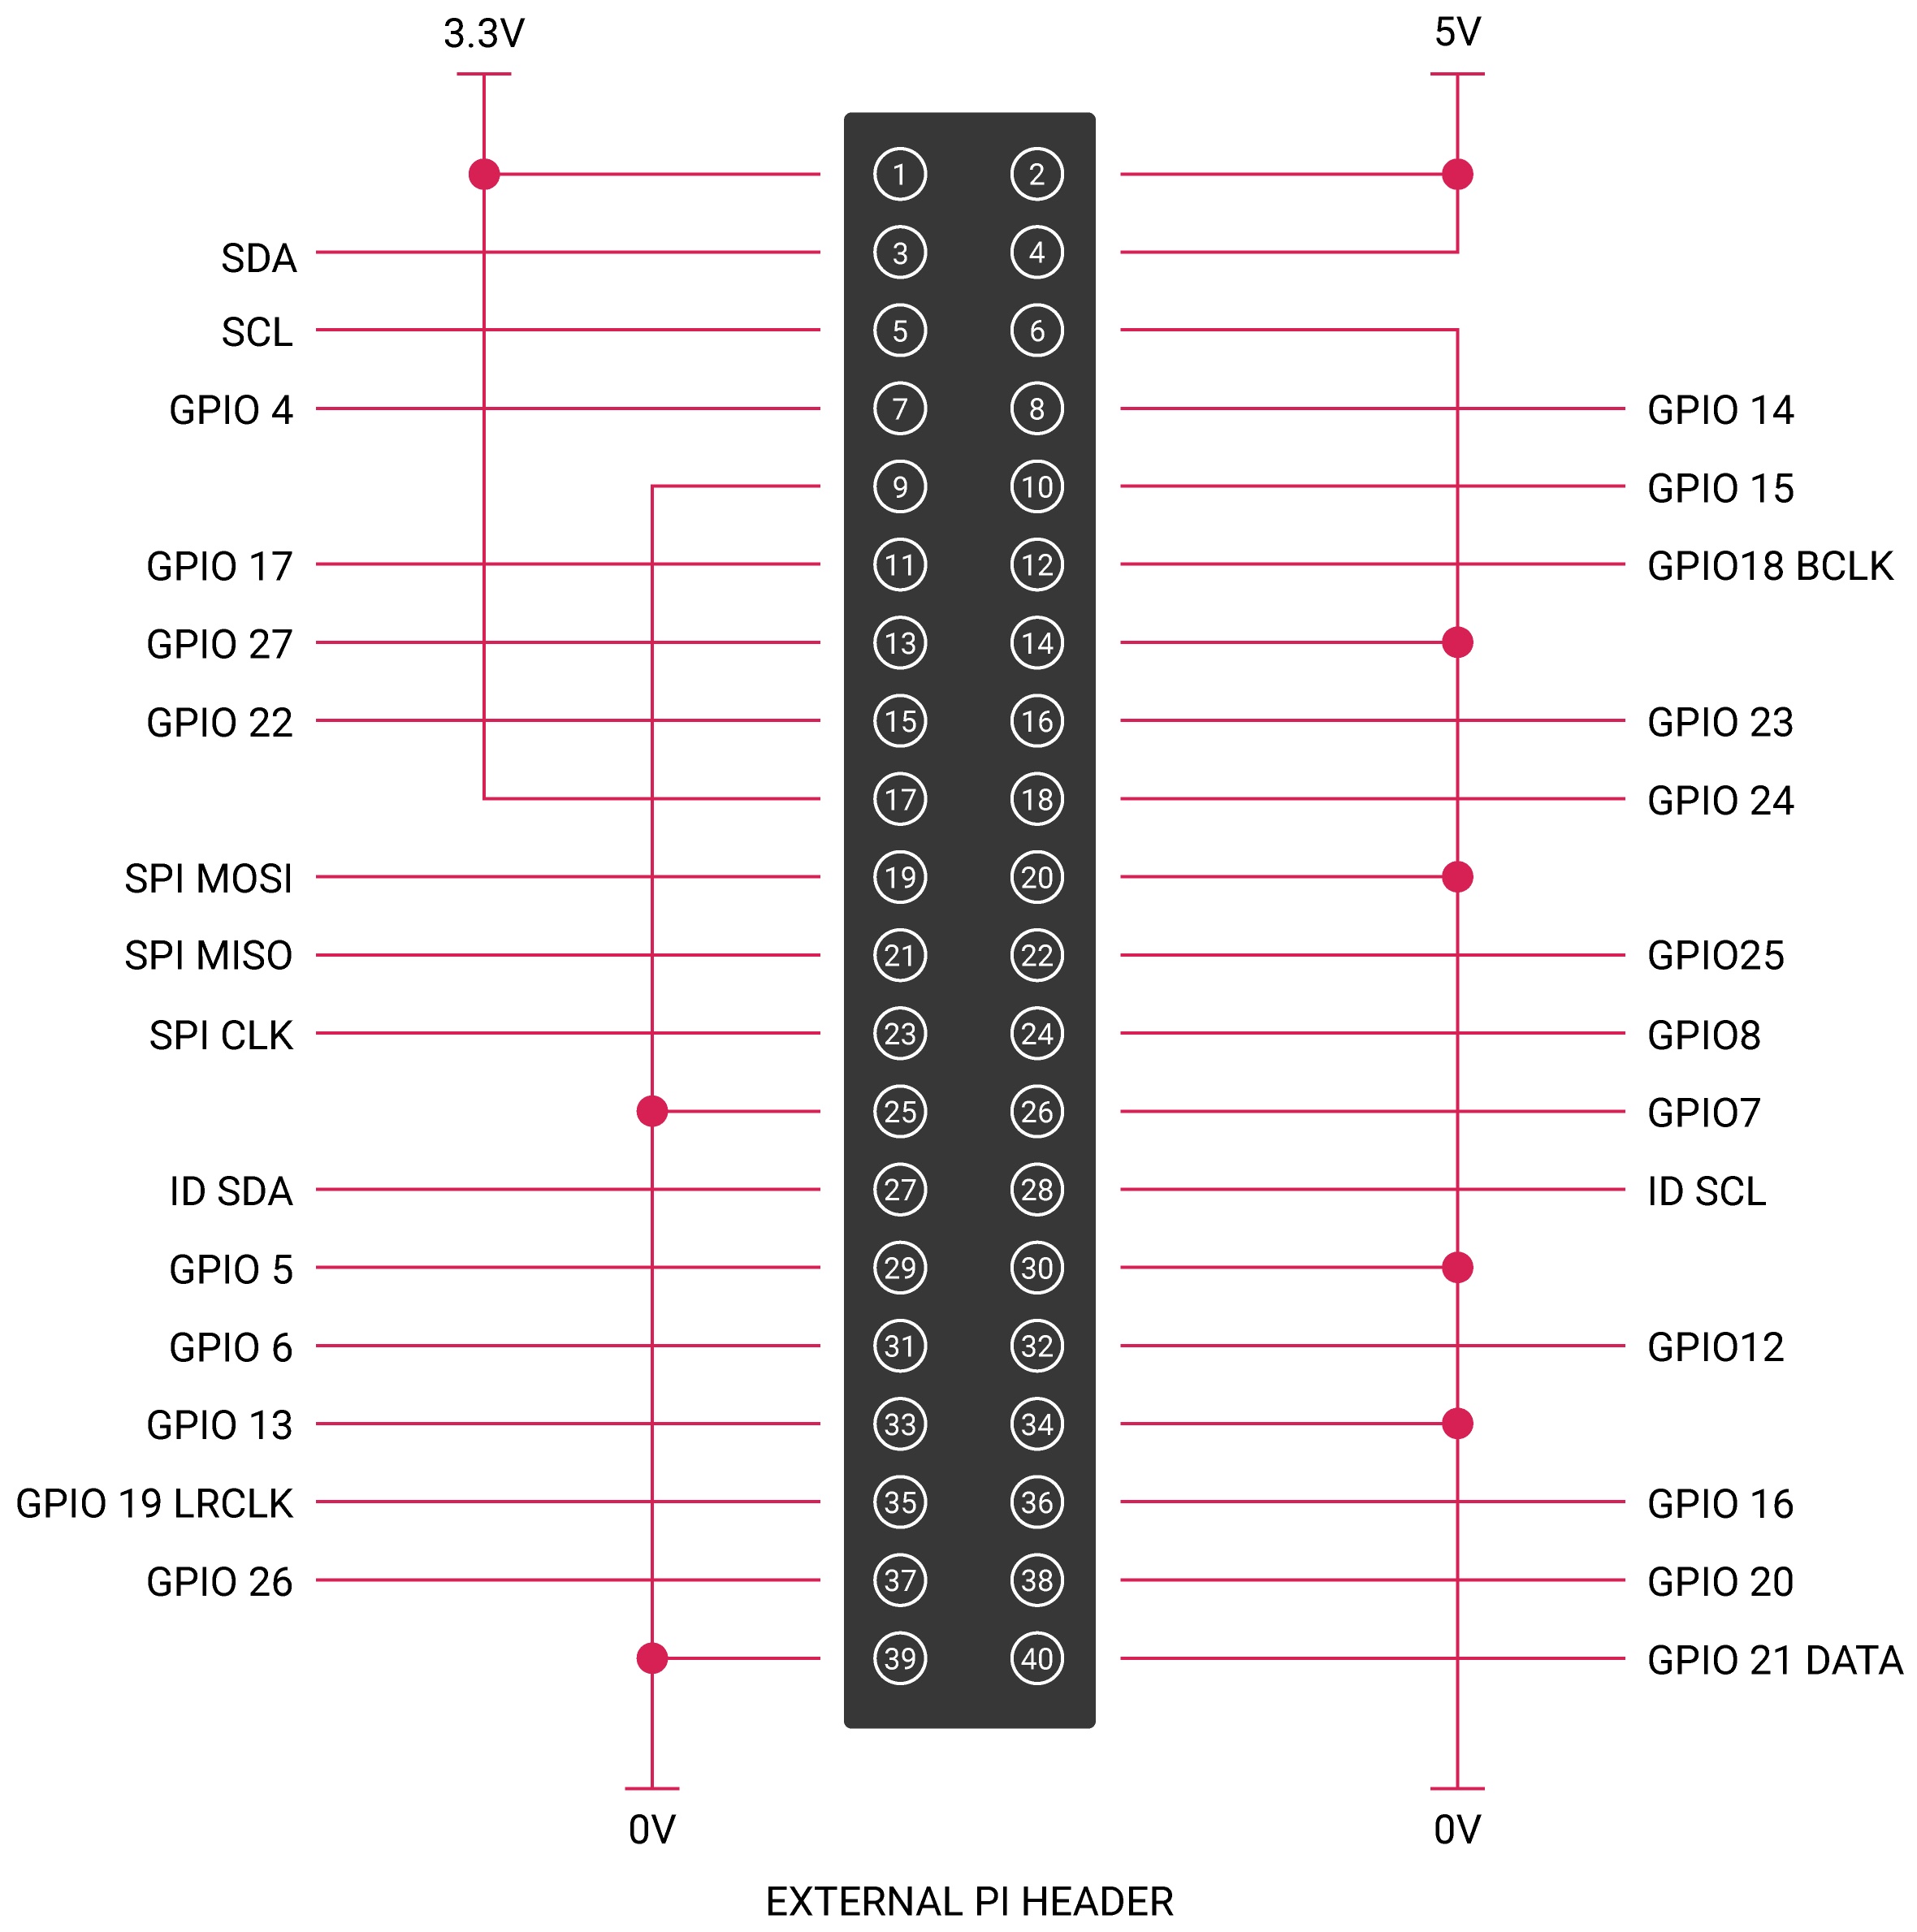 3.3V 5V
1 2
SDA 3 4
SCL 5 6
GPIO 4 7 8 GPIO 14
9 10 GPIO 15
GPIO 17 11 12 GPIO18 BCLK
GPIO 27 13 14
GPIO 22 15 16 GPIO 23
17 18 GPIO 24
SPI MOSI 19 20
SPI MISO 21 22 GPIO25
SPI CLK 23 24 GPIO8
25 26 GPIO7
ID SDA 27 28 ID SCL
GPIO 5 29 30
GPIO 6 31 32 GPIO12
GPIO 13 33 34
GPIO 19 LRCLK 35 36 GPIO 16
GPIO 26 37 38 GPIO 20
39 40 GPIO 21 DATA
0V 0V
EXTERNAL PI HEADER